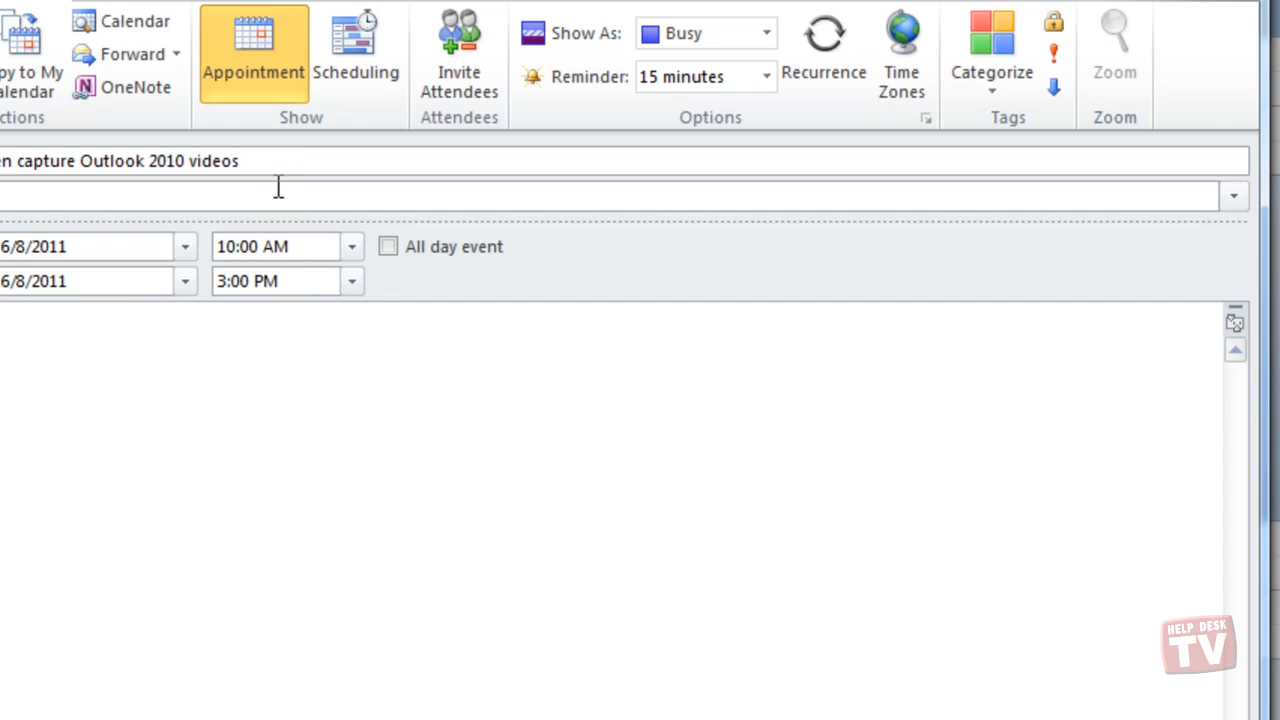 Calendar
Forward
OneNote
py to My
alendar
ctions
Appointment
Scheduling
Show
Invite
Attendees
Attendees
Show As:
Busy
Reminder:
15 minutes
Recurrence
Time
Zones
Options
Categorize
Tags
Zoom
Zoom
en capture Outlook 2010 videos
6/8/2011
10:00 AM
All day event
6/8/2011
3:00 PM
HELP DESK
TV